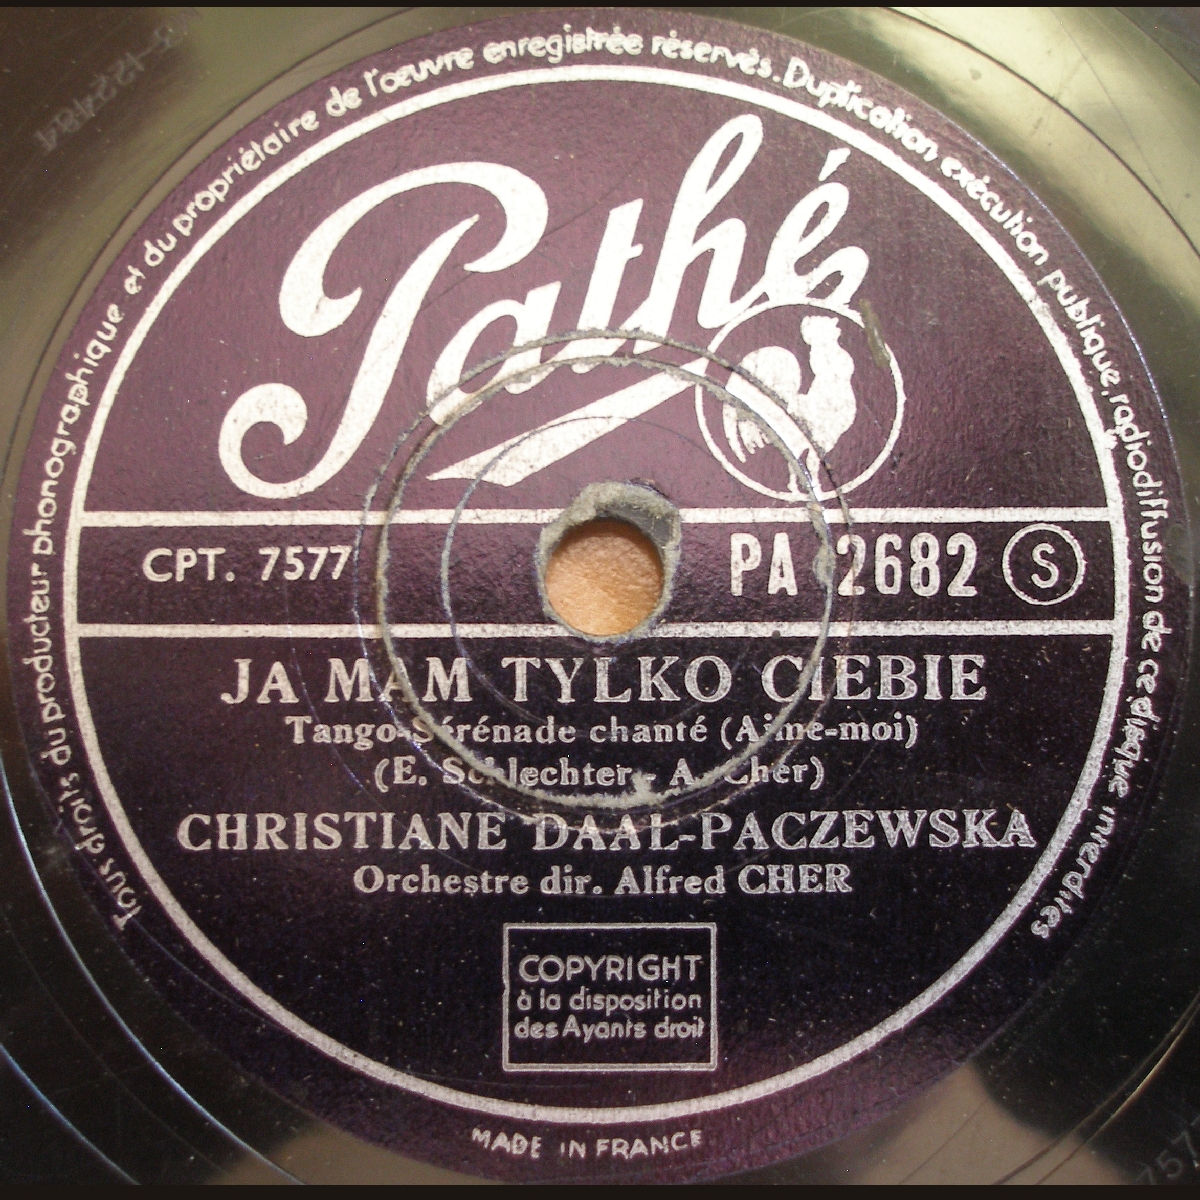 Tous droits du producteur phonographique et du propriétaire de l'œuvre enregistrée réservés. Duplication exécution publique, radiodiffusion de ce disque interdites
Pathé
CPT. 7577
PA 2682 S
JA MAM TYLKO CIEBIE
Tango-Sérénade chanté (Aime-moi)
(E. Schlechter - A. Cher)
CHRISTIANE DAAL-PACZEWSKA
Orchestre dir. Alfred CHER
COPYRIGHT
à la disposition
des Ayants droit
MADE IN FRANCE